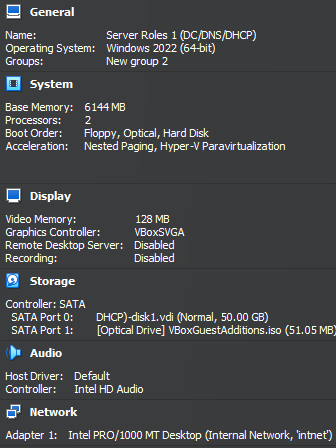 General
Name: Server Roles 1 (DC/DNS/DHCP)
Operating System: Windows 2022 (64-bit)
Groups: New group 2
System
Base Memory: 6144 MB
Processors: 2
Boot Order: Floppy, Optical, Hard Disk
Acceleration: Nested Paging, Hyper-V Paravirtualization
Display
Video Memory: 128 MB
Graphics Controller: VBoxSVGA
Remote Desktop Server: Disabled
Recording: Disabled
Storage
Controller: SATA
SATA Port 0: DHCP)-disk1.vdi (Normal, 50.00 GB)
SATA Port 1: [Optical Drive] VBoxGuestAdditions.iso (51.05 MB)
Audio
Host Driver: Default
Controller: Intel HD Audio
Network
Adapter 1: Intel PRO/1000 MT Desktop (Internal Network, 'intnet')